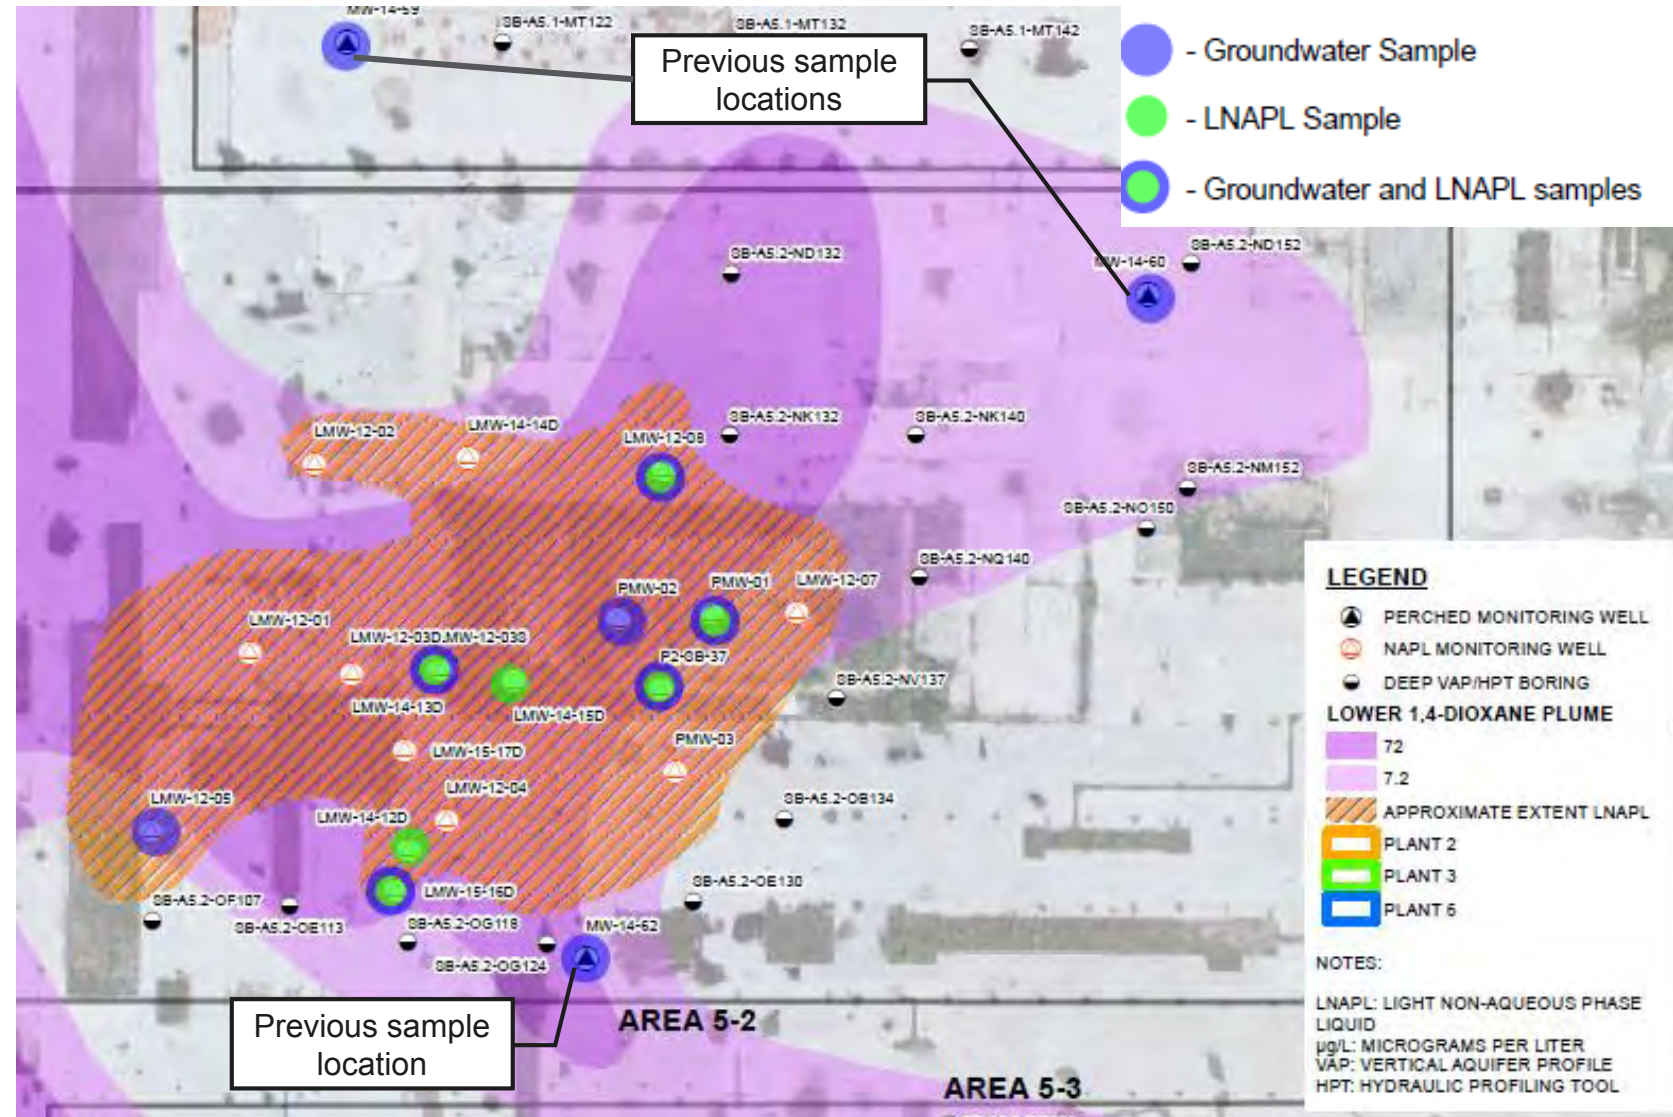 MW-14-59
SB-A5.1-MT122
SB-A5.1-MT132
SB-A5.1-MT142
Previous sample
locations
- Groundwater Sample
- LNAPL Sample
- Groundwater and LNAPL samples
SB-A5.2-ND132
SB-A5.2-ND152
MW-14-60
LMW-12-02
LMW-14-14D
LMW-12-08
SB-A5.2-NK132
SB-A5.2-NK140
SB-A5.2-NM152
SB-A5.2-NO150
SB-A5.2-NQ140
PMW-02
PMW-01
LMW-12-07
LMW-12-01
LMW-12-03D,MW-12-03S
P2-SB-37
SB-A5.2-NV137
LMW-14-13D
LMW-14-15D
LMW-15-17D
PMW-03
LMW-12-05
LMW-12-04
SB-A5.2-OB134
LMW-14-12D
LMW-15-16D
SB-A5.2-OE130
SB-A5.2-OF107
SB-A5.2-OE113
SB-A5.2-OG118
MW-14-62
SB-A5.2-OG124
Previous sample
location
AREA 5-2
AREA 5-3
LEGEND
PERCHED MONITORING WELL
NAPL MONITORING WELL
DEEP VAP/HPT BORING
LOWER 1,4-DIOXANE PLUME
72
7.2
APPROXIMATE EXTENT LNAPL
PLANT 2
PLANT 3
PLANT 6
NOTES:
LNAPL: LIGHT NON-AQUEOUS PHASE
LIQUID
µg/L: MICROGRAMS PER LITER
VAP: VERTICAL AQUIFER PROFILE
HPT: HYDRAULIC PROFILING TOOL